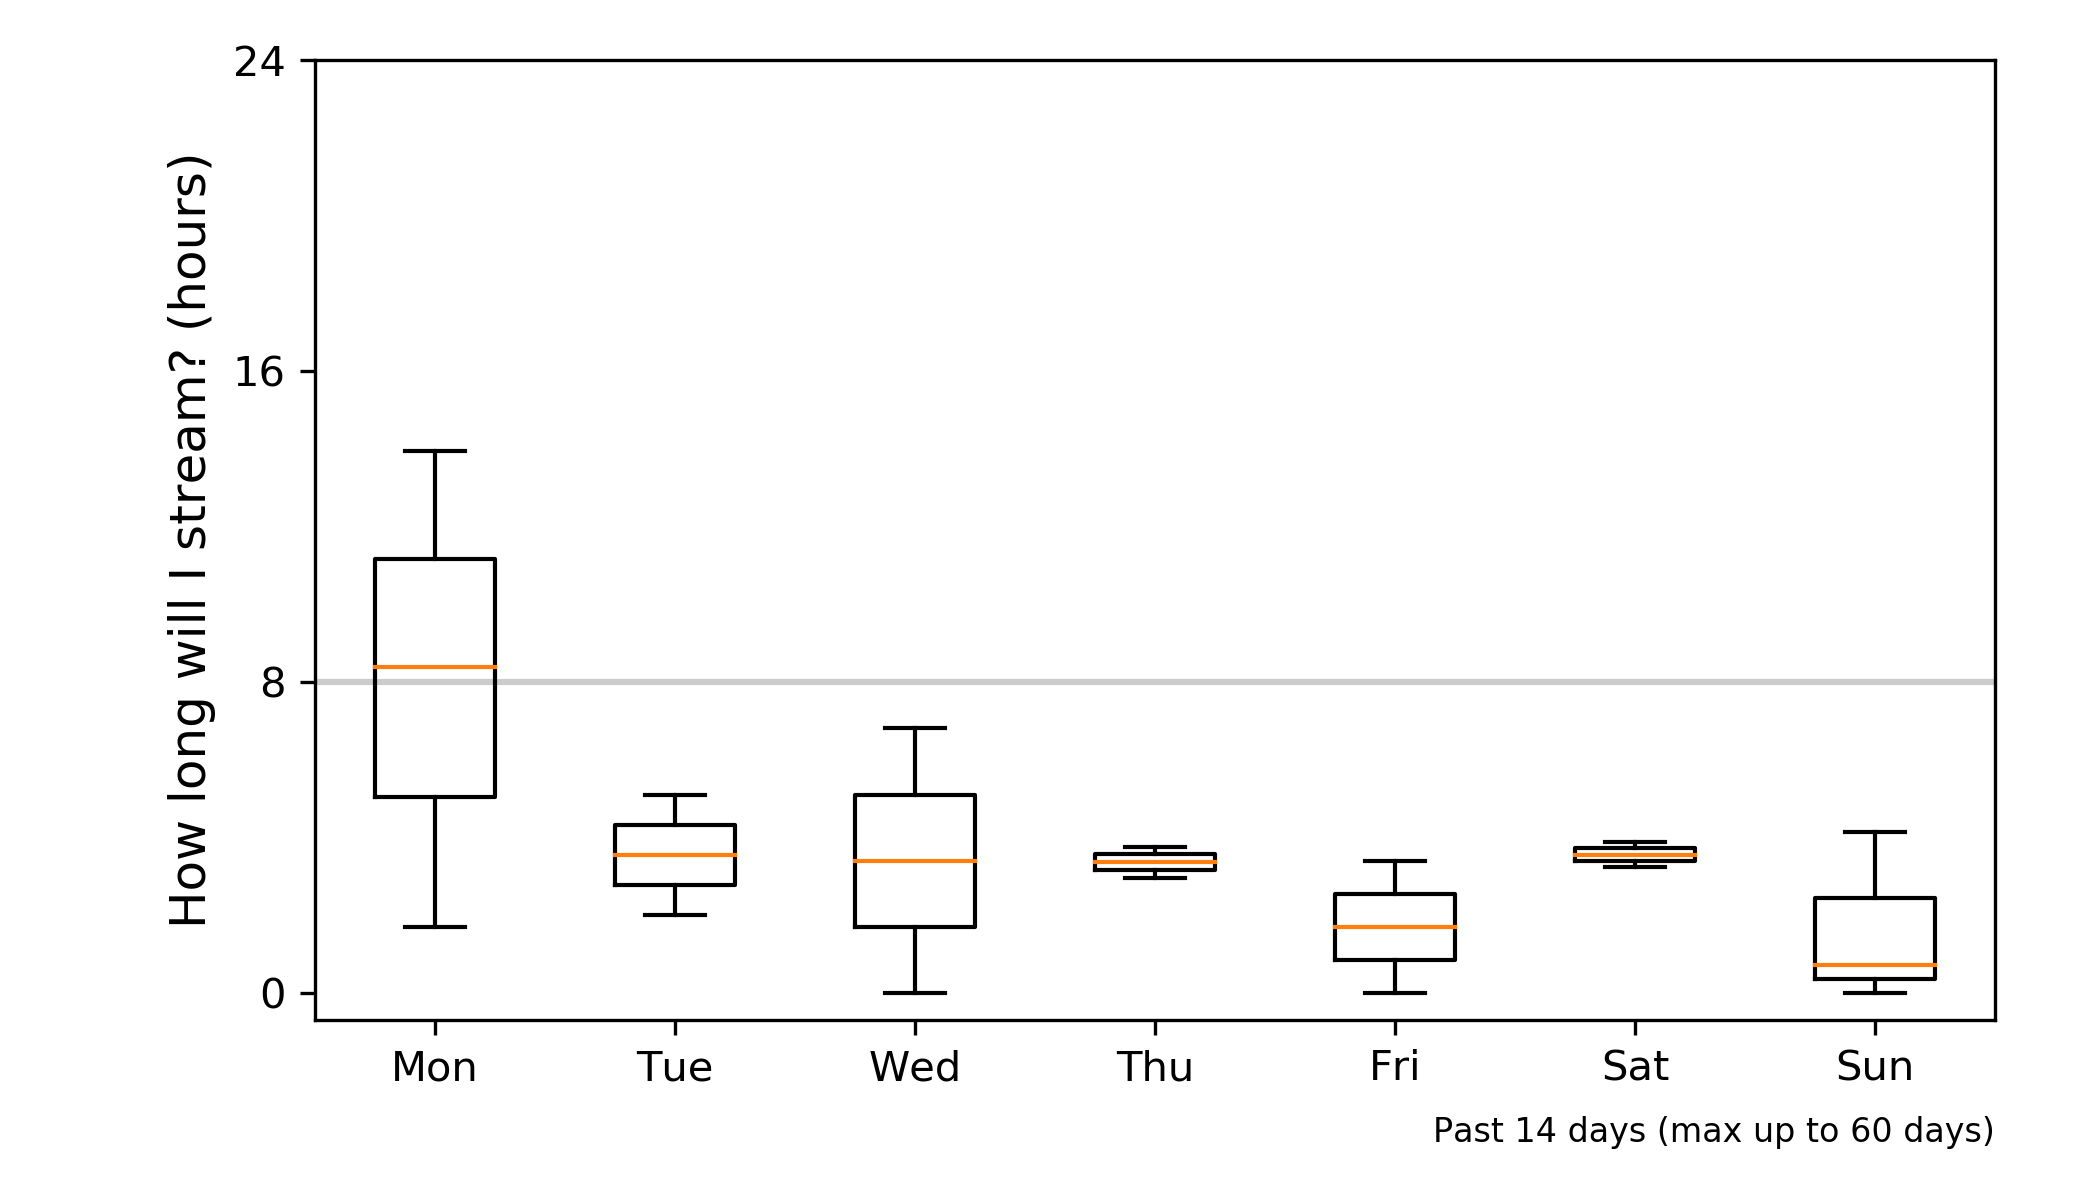 How long will I stream? (hours)
24
16
8
0
Mon Tue Wed Thu Fri Sat Sun
Past 14 days (max up to 60 days)